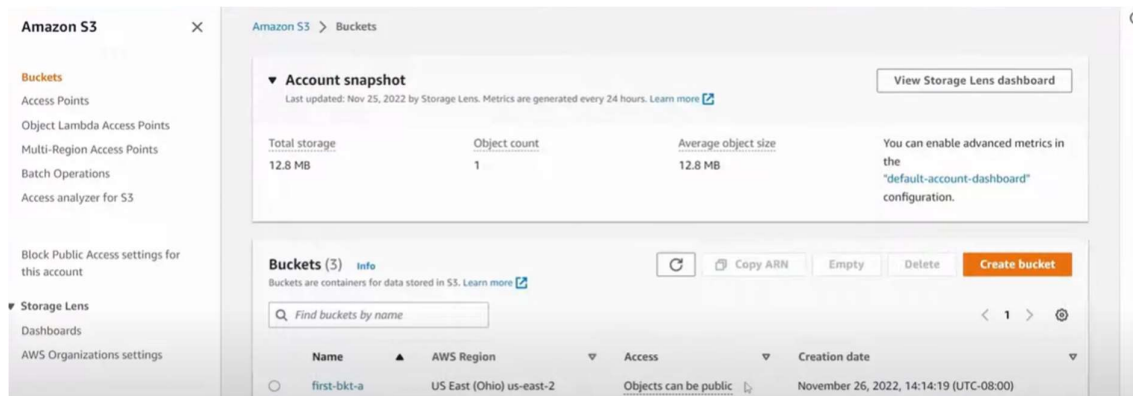 Amazon S3
Buckets
Access Points
Object Lambda Access Points
Multi-Region Access Points
Batch Operations
Access analyzer for S3
Block Public Access settings for
this account
Storage Lens
Dashboards
AWS Organizations settings
Amazon S3 > Buckets
Account snapshot
View Storage Lens dashboard
Last updated: Nov 25, 2022 by Storage Lens. Metrics are generated every 24 hours. Learn more
Total storage
12.8 MB
Object count
1
Average object size
12.8 MB
You can enable advanced metrics in
the
"default-account-dashboard"
configuration.
Buckets (3) Info
Buckets are containers for data stored in S3. Learn more
Copy ARN
Empty
Delete
Create bucket
Find buckets by name
< 1 >
Name AWS Region Access Creation date
first-bkt-a US East (Ohio) us-east-2 Objects can be public November 26, 2022, 14:14:19 (UTC-08:00)